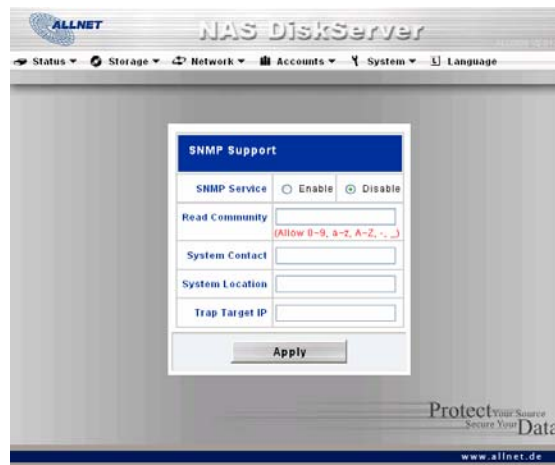 ALLNET
NAS DiskServer
Status Storage Network Accounts System Language
SNMP Support
SNMP Service Enable Disable
Read Community
(Allow 0-9, a-z, A-Z, -, _)
System Contact
System Location
Trap Target IP
Apply
Protect Your Source
Secure Your Data
www.allnet.de